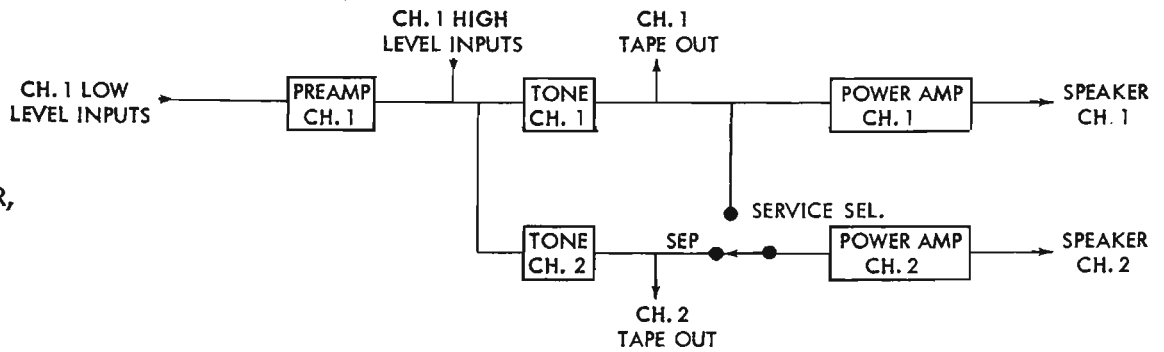 CH. 1 HIGH
LEVEL INPUTS
CH. 1
TAPE OUT
CH. 1 LOW
LEVEL INPUTS
PREAMP
CH. 1
TONE
CH. 1
POWER AMP
CH. 1
SPEAKER
CH. 1
R,
SERVICE SEL.
TONE
CH. 2
SEP
POWER AMP
CH. 2
SPEAKER
CH. 2
CH. 2
TAPE OUT